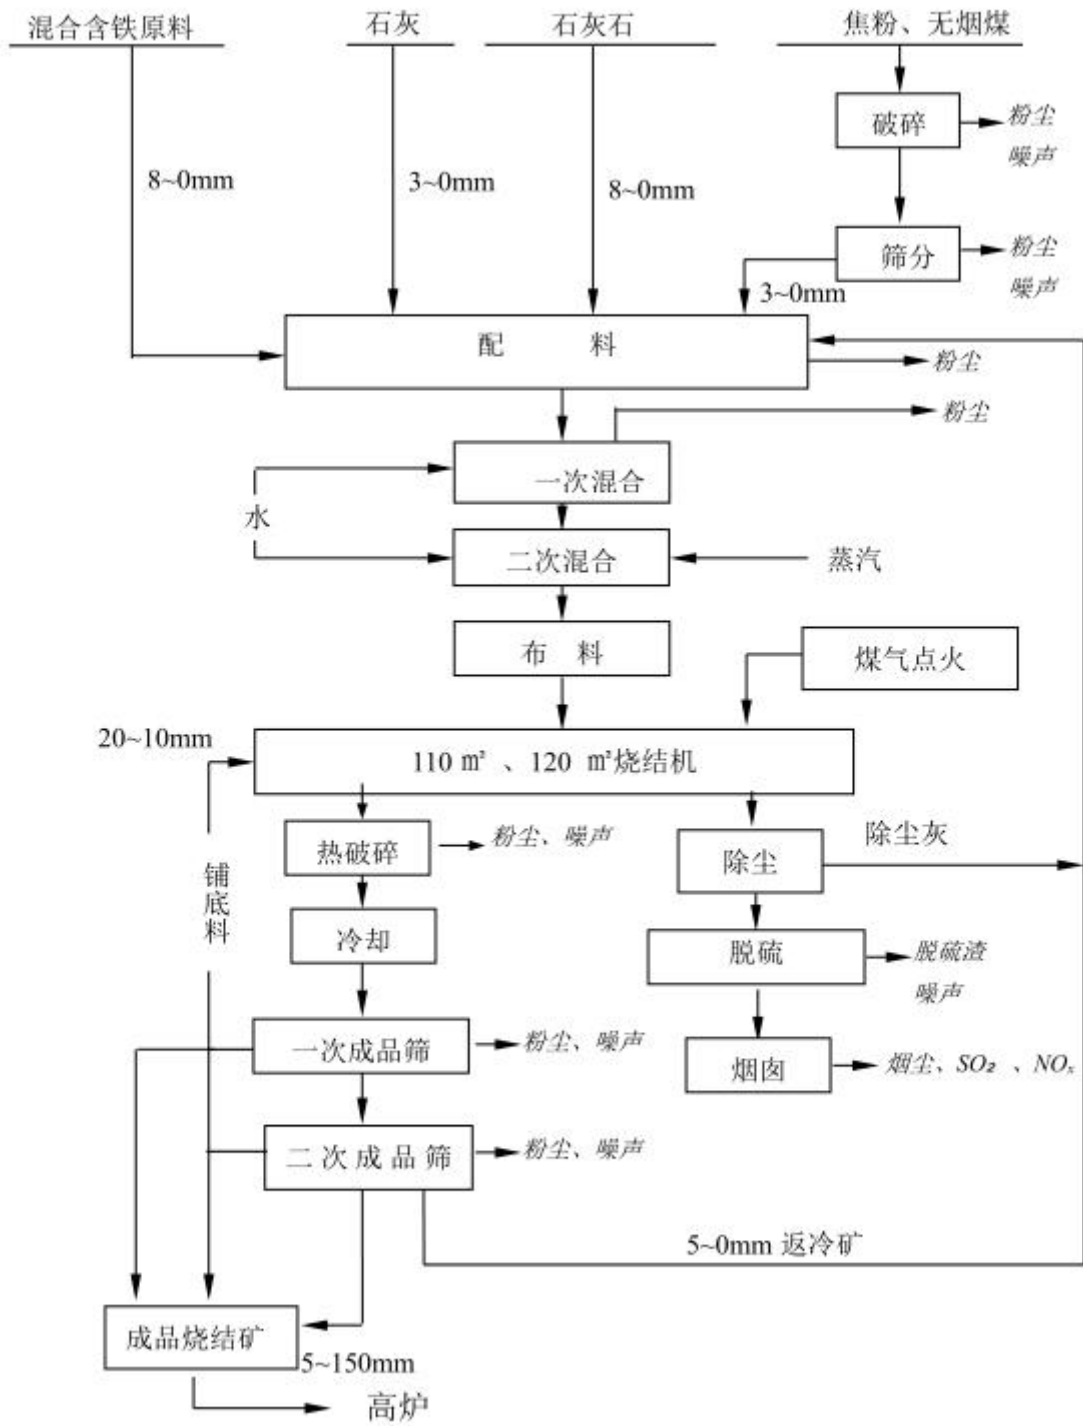 混合含铁原料
石灰
石灰石
焦粉、无烟煤
破碎
粉尘
噪声
8~0mm
3~0mm
8~0mm
筛分
粉尘
噪声
3~0mm
配 料
粉尘
粉尘
一次混合
水
二次混合
蒸汽
布 料
煤气点火
20~10mm
110 ㎡ 、120 ㎡烧结机
热破碎
粉尘、噪声
除尘
除尘灰
铺底料
冷却
脱硫
脱硫渣
噪声
一次成品筛
粉尘、噪声
烟囱
烟尘、SO₂ 、NOₓ
二次成品筛
粉尘、噪声
5~0mm 返冷矿
成品烧结矿
5~150mm
高炉